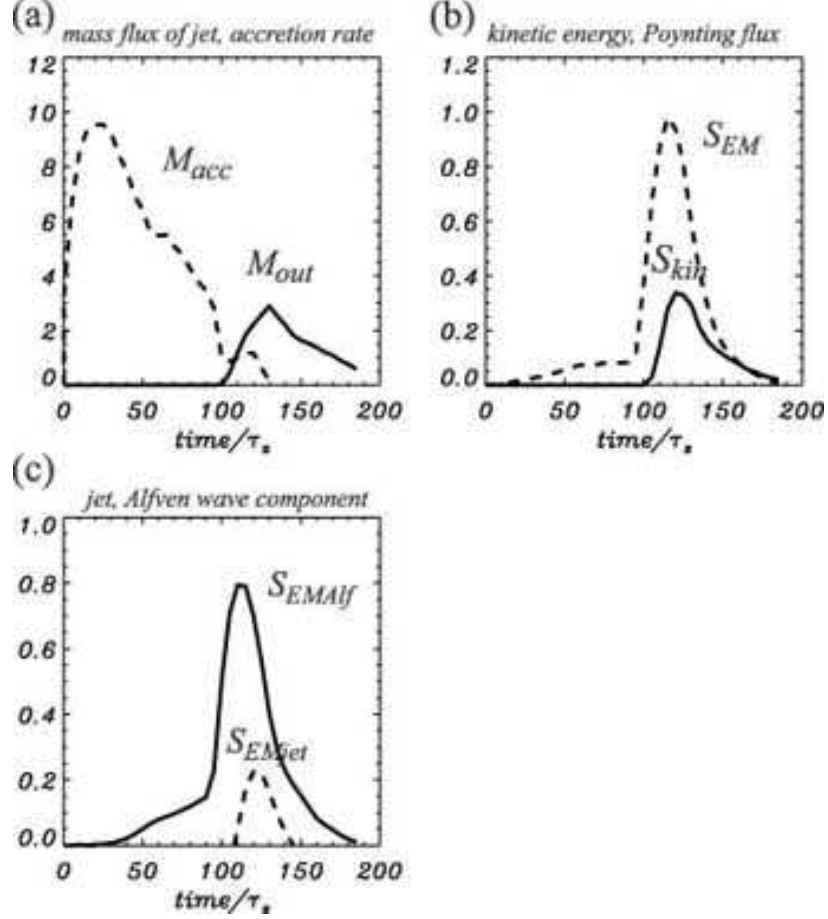 (a)
mass flux of jet, accretion rate
12
10
8
6
4
2
0
M_acc
M_out
0 50 100 150 200
time/τ_s
(b)
kinetic energy, Poynting flux
1.2
1.0
0.8
0.6
0.4
0.2
0.0
S_EM
S_kin
0 50 100 150 200
time/τ_s
(c)
jet, Alfven wave component
1.0
0.8
0.6
0.4
0.2
0.0
S_EMAlf
S_EMjet
0 50 100 150 200
time/τ_s